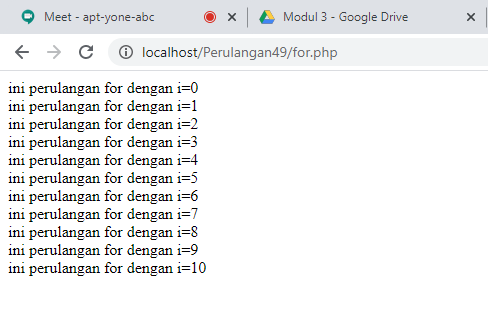 Meet - apt-yone-abc
Modul 3 - Google Drive
localhost/Perulangan49/for.php
ini perulangan for dengan i=0
ini perulangan for dengan i=1
ini perulangan for dengan i=2
ini perulangan for dengan i=3
ini perulangan for dengan i=4
ini perulangan for dengan i=5
ini perulangan for dengan i=6
ini perulangan for dengan i=7
ini perulangan for dengan i=8
ini perulangan for dengan i=9
ini perulangan for dengan i=10